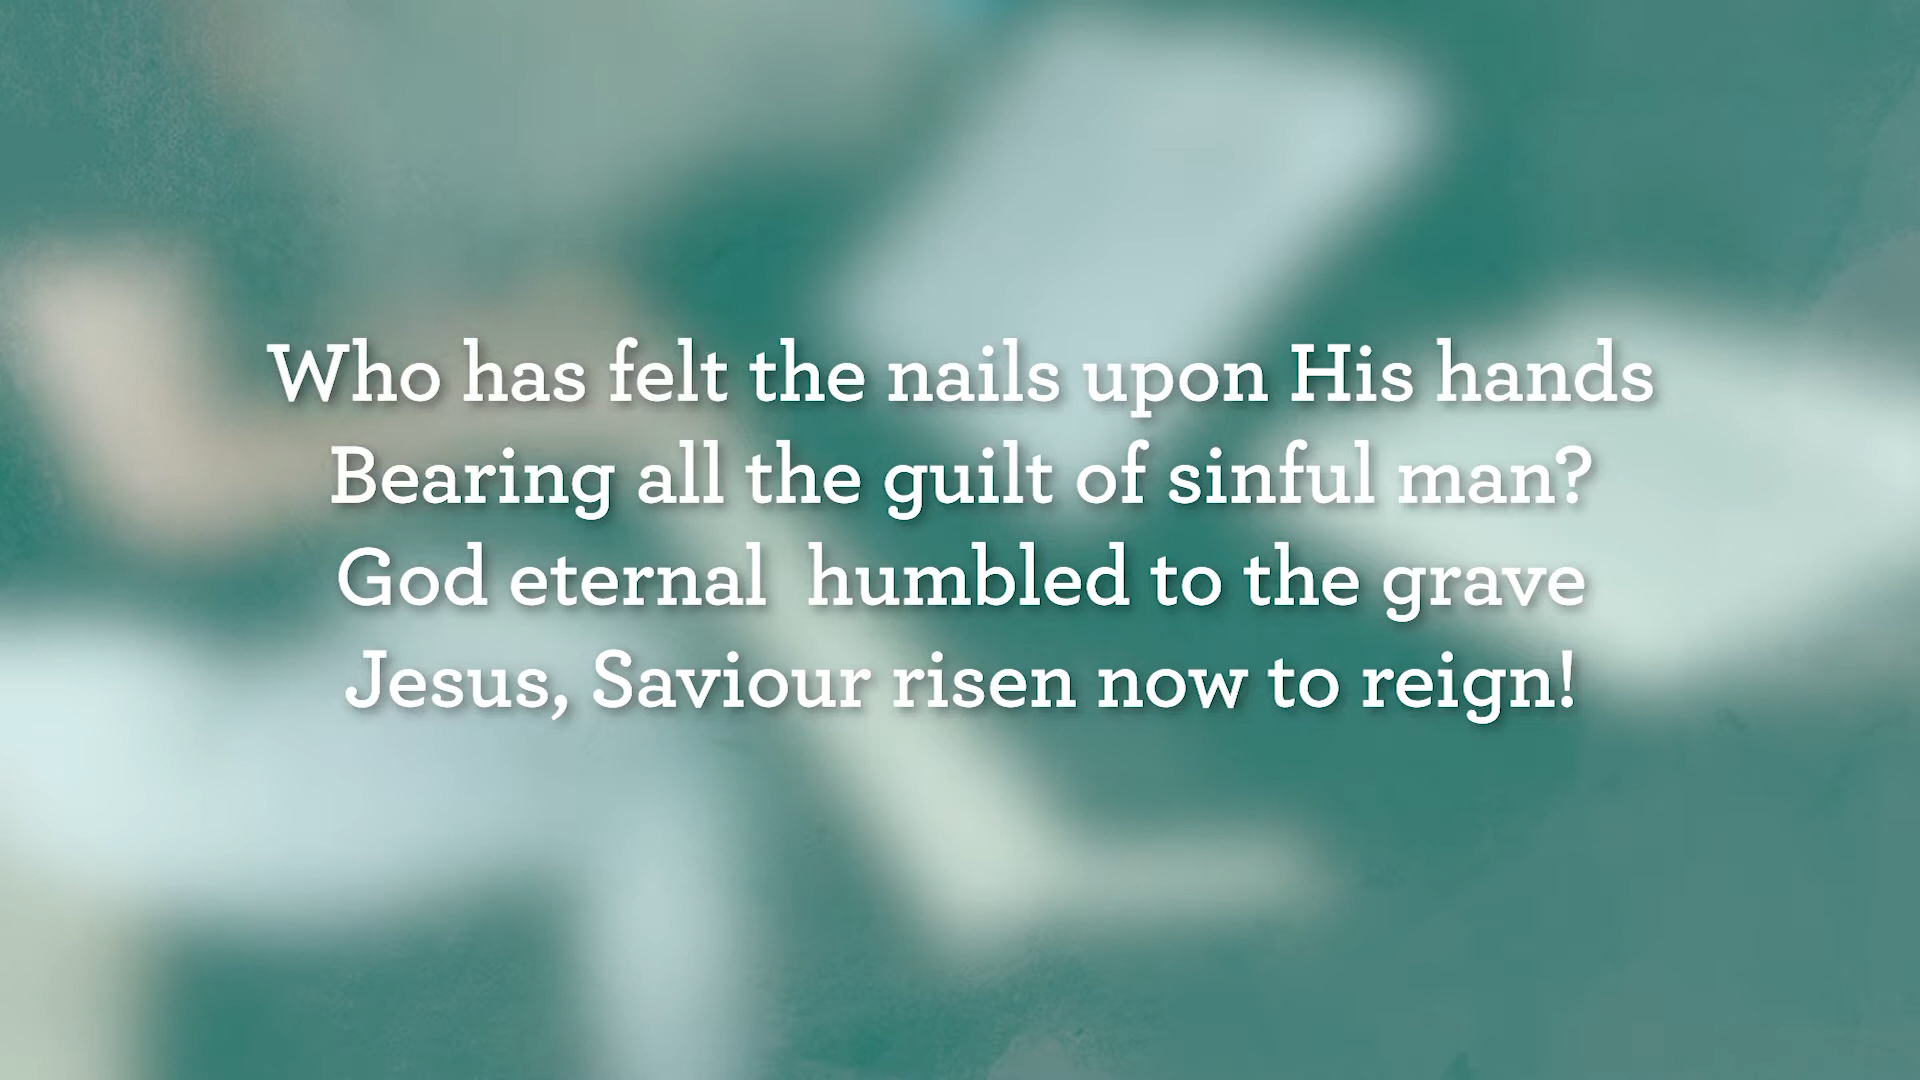 Who has felt the nails upon His hands
Bearing all the guilt of sinful man?
God eternal  humbled to the grave
Jesus, Saviour risen now to reign!